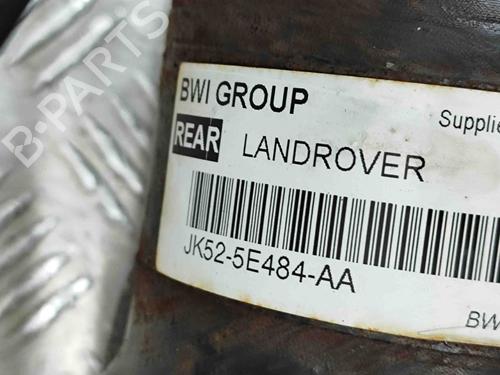 B-PARTS
BWI GROUP
Supplie
REAR LANDROVER
JK52-5E484-AA
BW